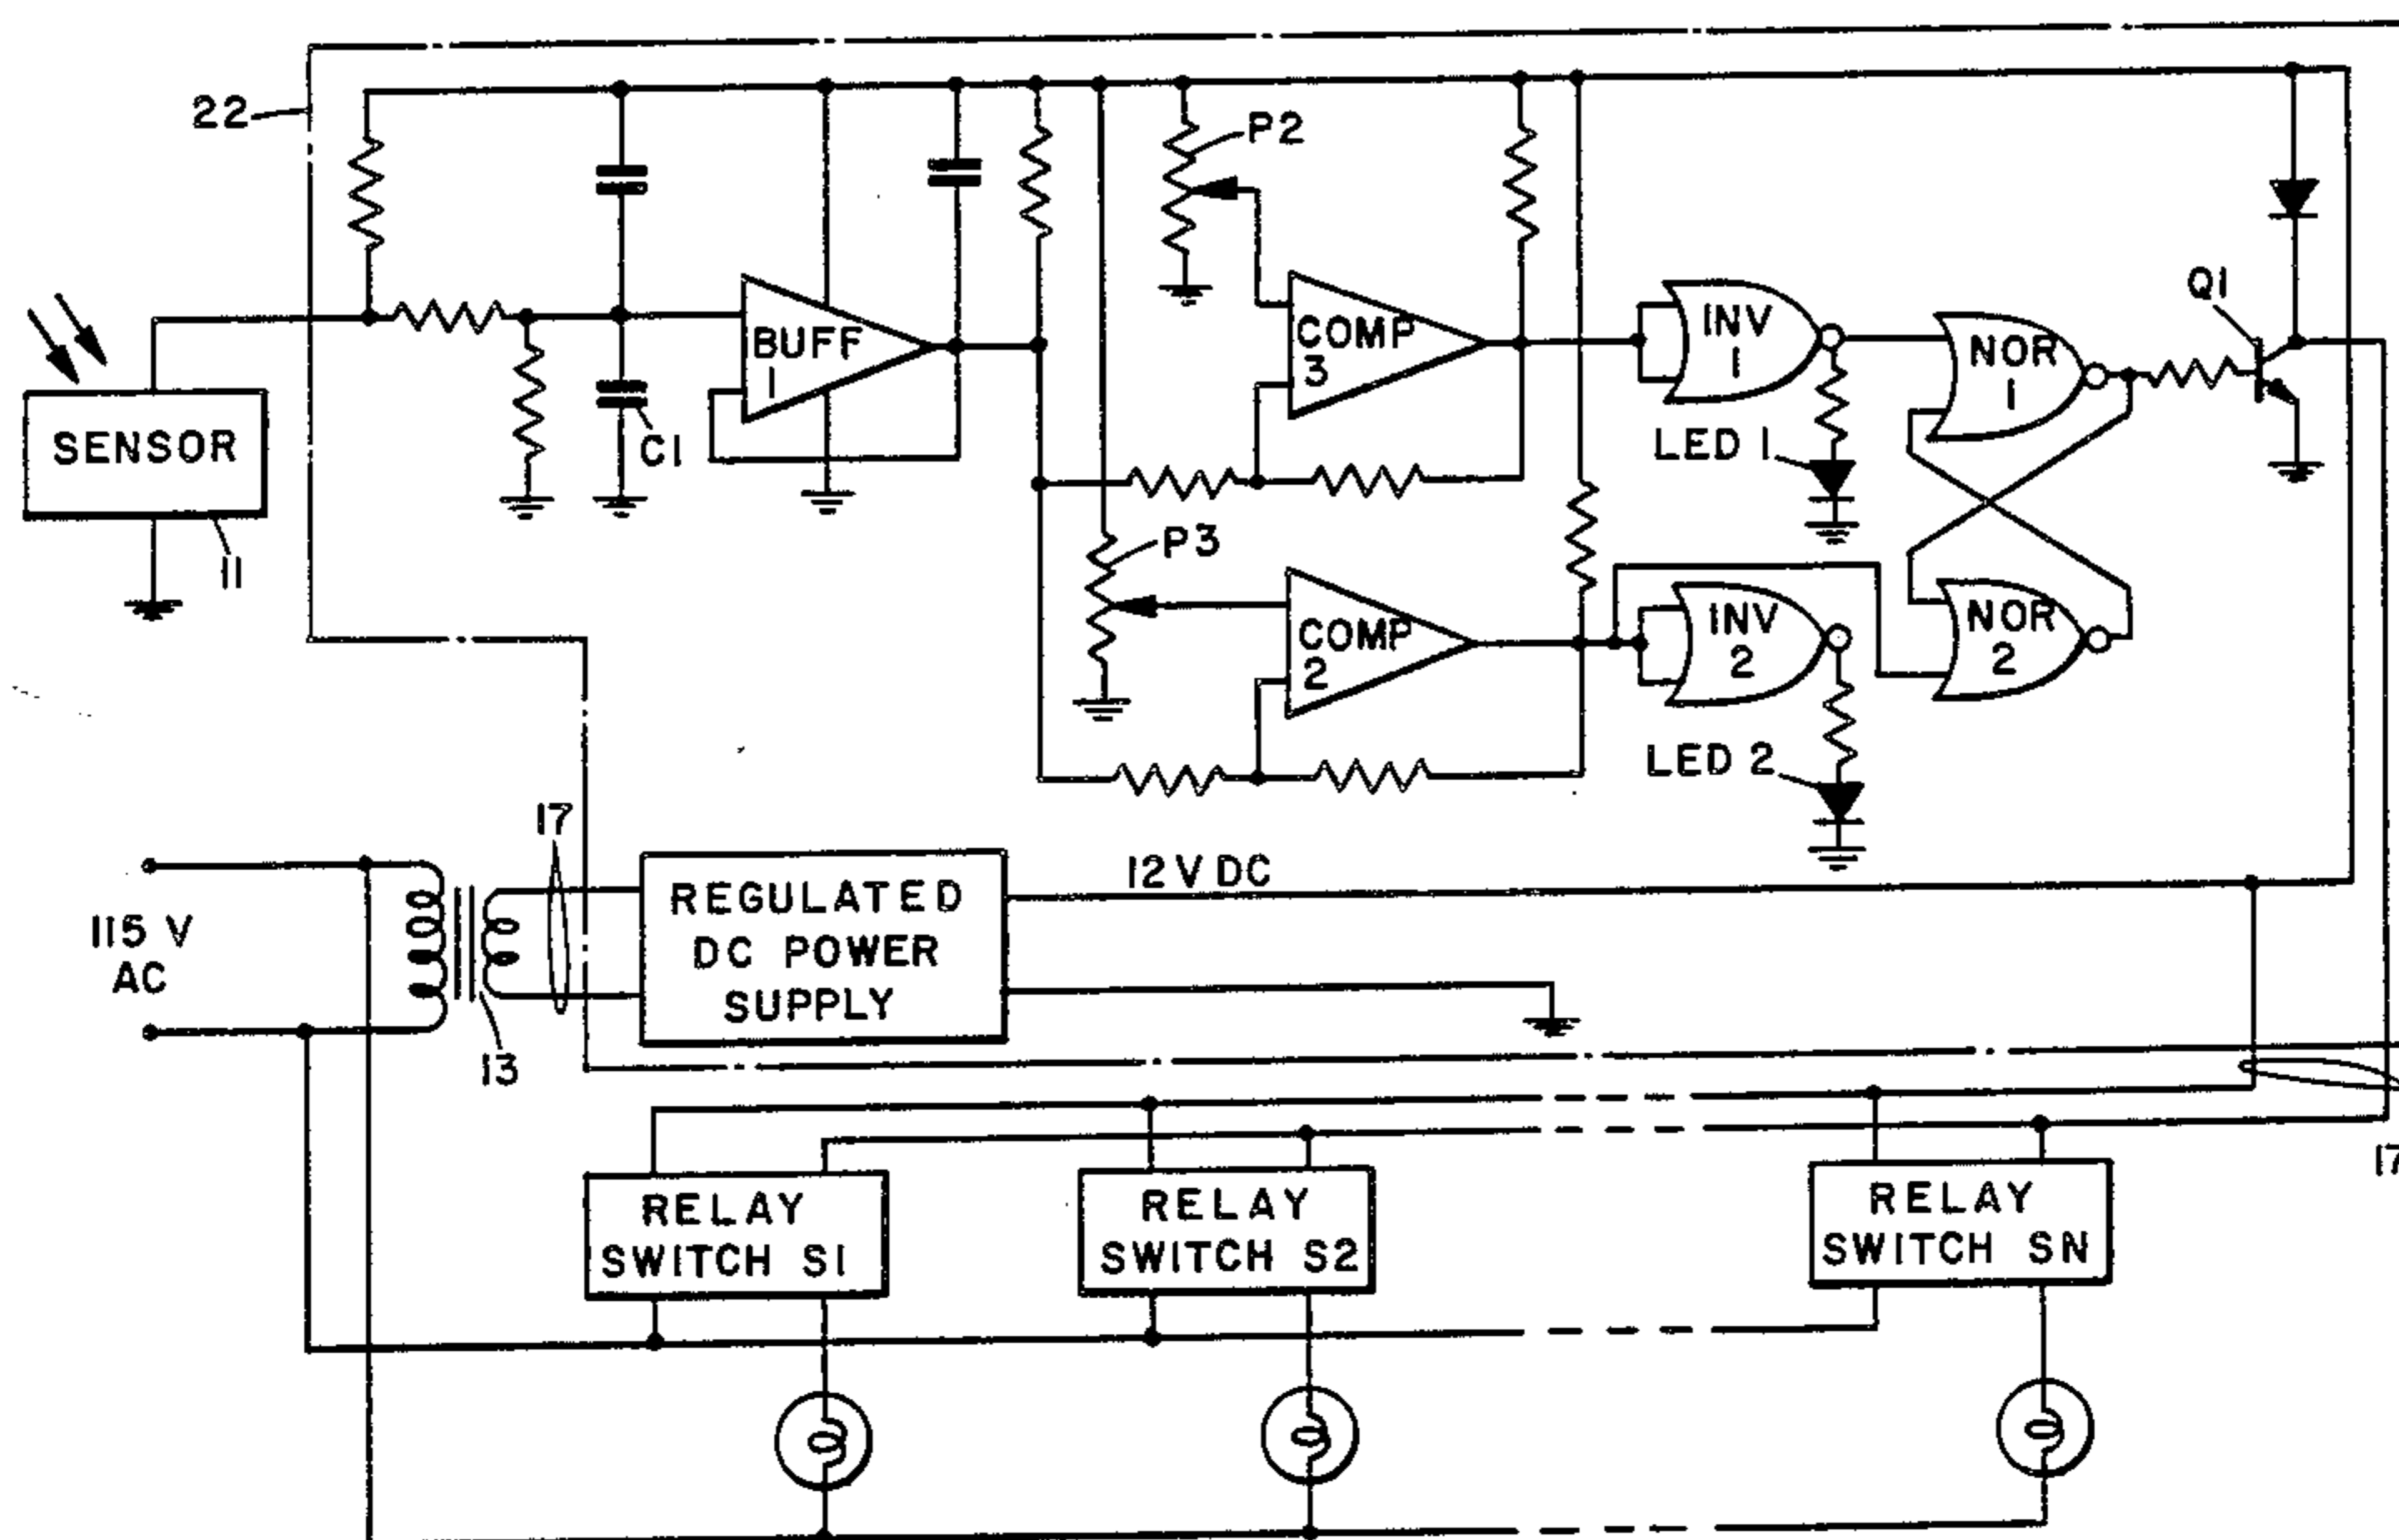 22
P2
Q1
BUFF
1
COMP
3
INV
1
NOR
1
SENSOR
C1
LED 1
11
P3
COMP
2
INV
2
NOR
2
LED 2
17
12 V DC
115 V
AC
REGULATED
DC POWER
SUPPLY
13
17
RELAY
SWITCH S1
RELAY
SWITCH S2
RELAY
SWITCH SN